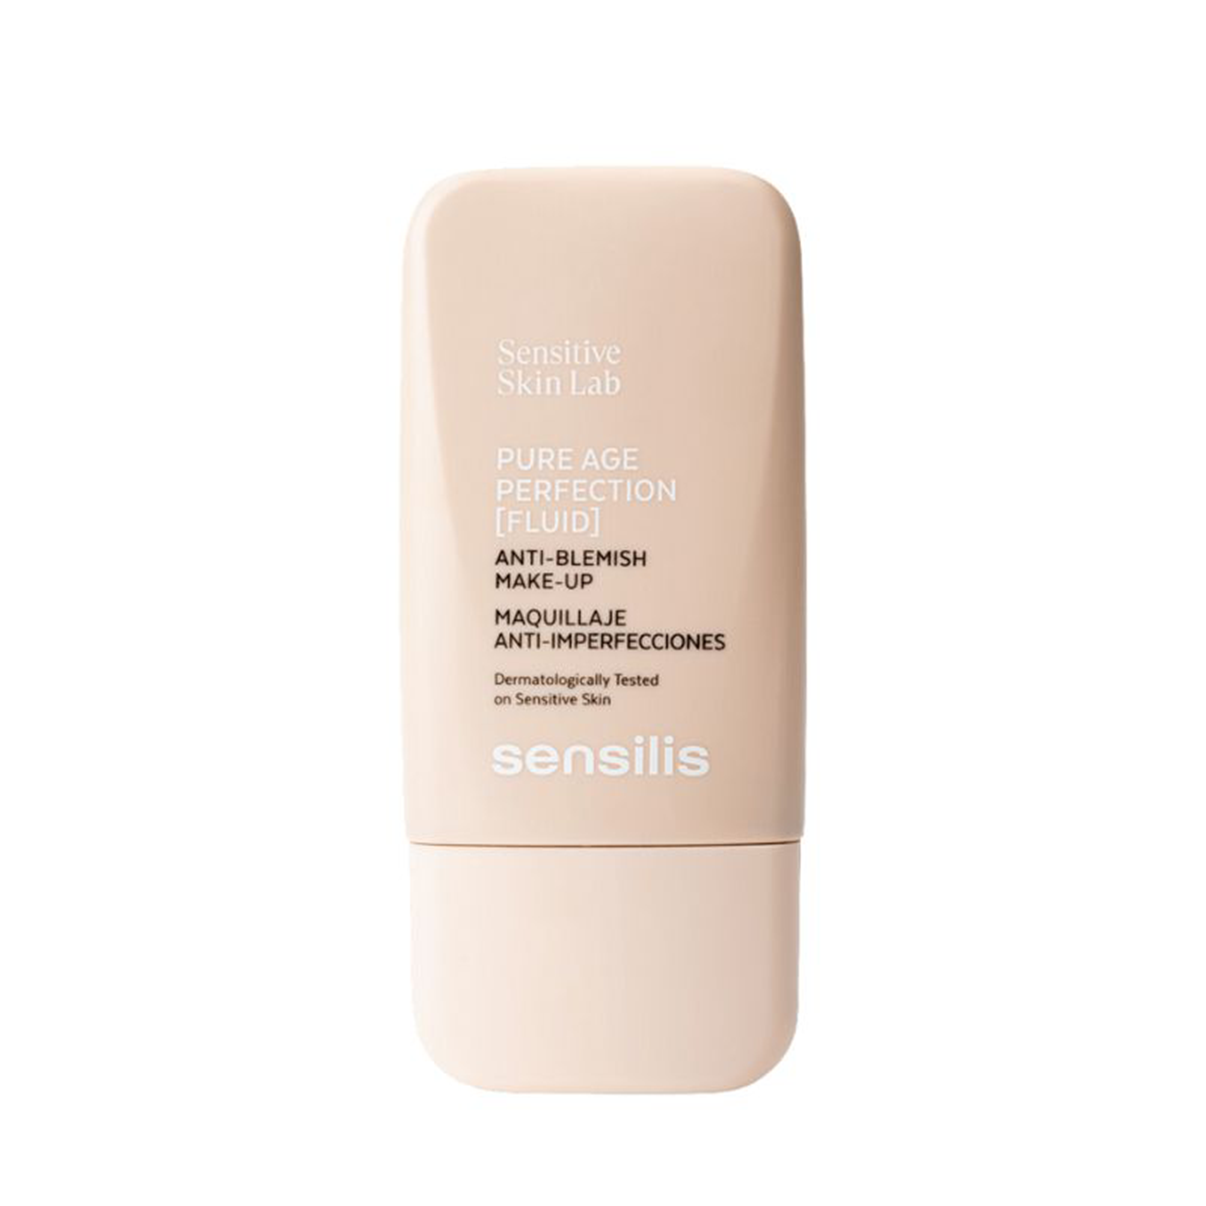 Sensitive
Skin Lab
PURE AGE
PERFECTION
[FLUID]
ANTI-BLEMISH
MAKE-UP
MAQUILLAJE
ANTI-IMPERFECCIONES
Dermatologically Tested
on Sensitive Skin
sensilis